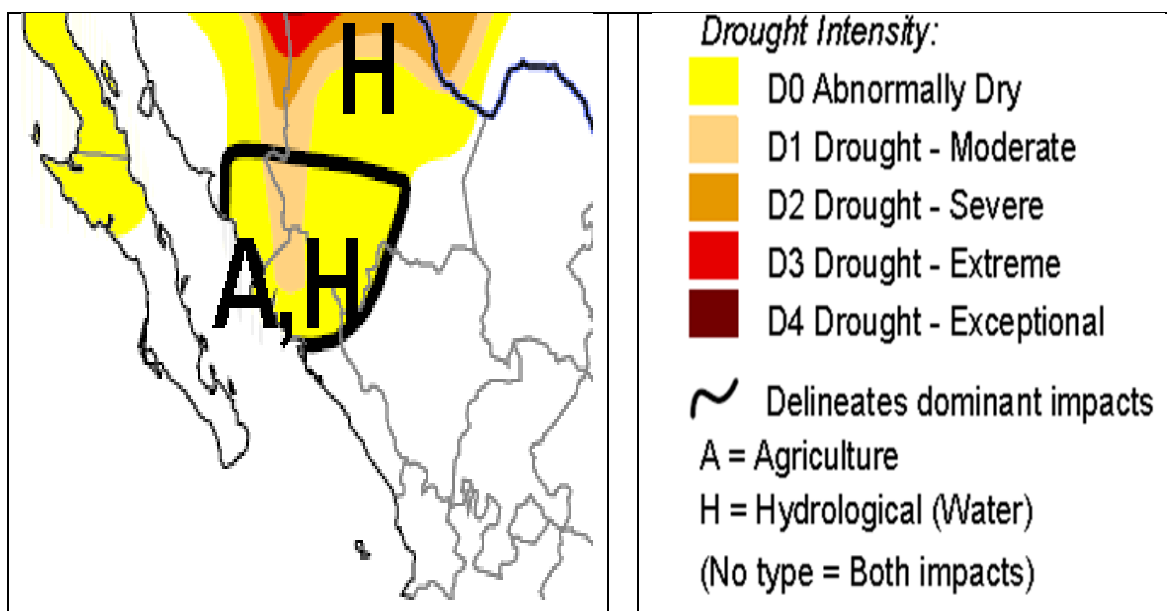 H
A,H
Drought Intensity:
D0 Abnormally Dry
D1 Drought - Moderate
D2 Drought - Severe
D3 Drought - Extreme
D4 Drought - Exceptional
Delineates dominant impacts
A = Agriculture
H = Hydrological (Water)
(No type = Both impacts)